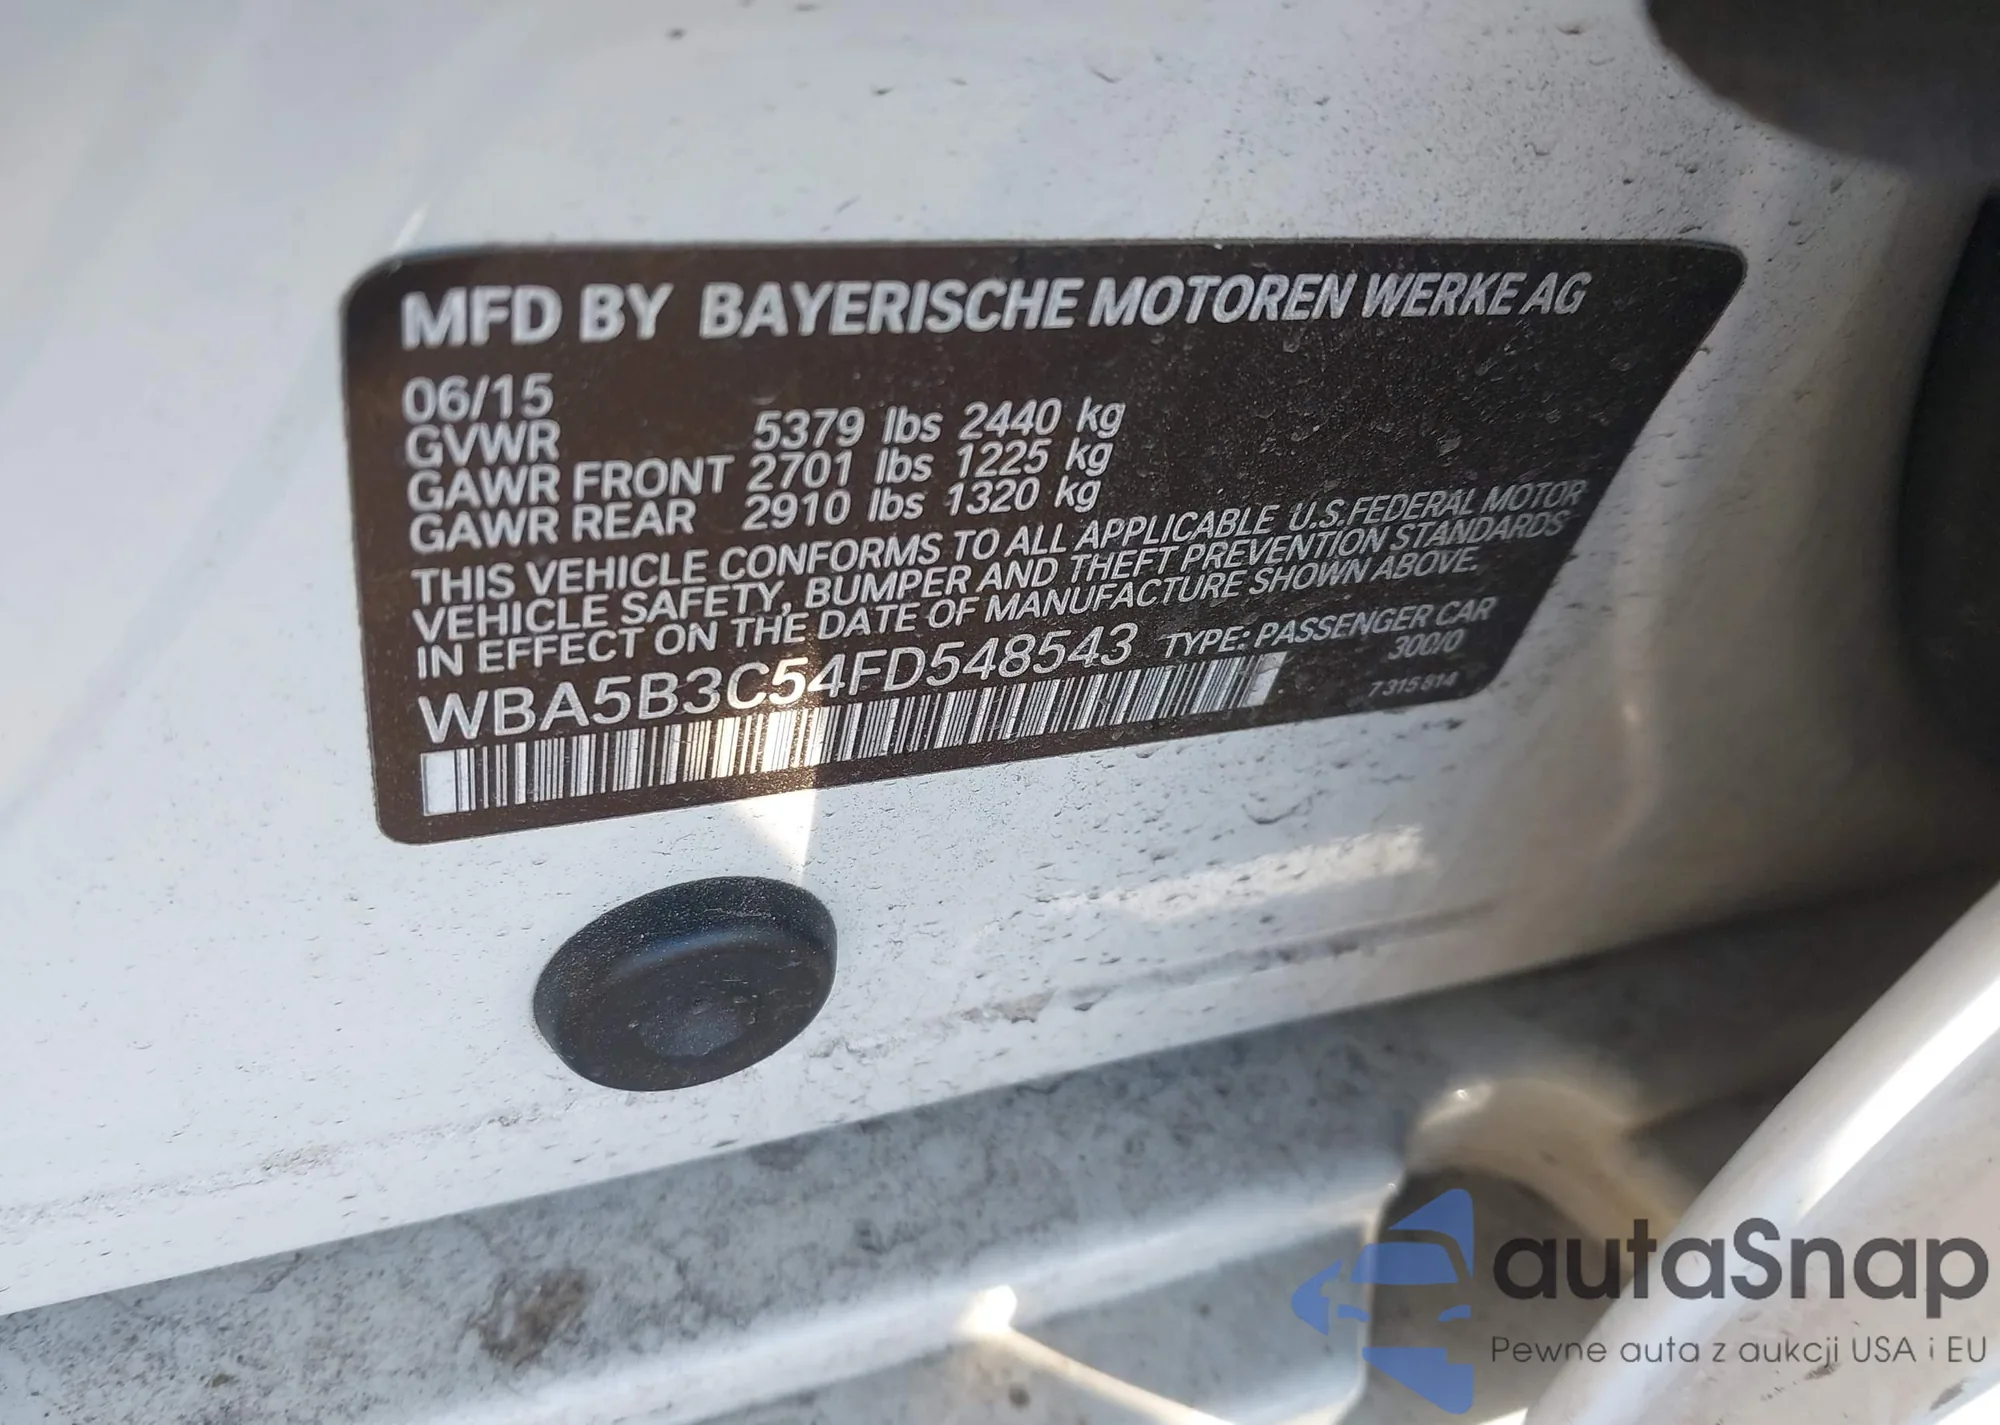 MFD BY BAYERISCHE MOTOREN WERKE AG
06/15
GVWR 5379 lbs 2440 kg
GAWR FRONT 2701 lbs 1225 kg
GAWR REAR 2910 lbs 1320 kg
THIS VEHICLE CONFORMS TO ALL APPLICABLE U.S.FEDERAL MOTOR
VEHICLE SAFETY, BUMPER AND THEFT PREVENTION STANDARDS
IN EFFECT ON THE DATE OF MANUFACTURE SHOWN ABOVE.
WBA5B3C54FD548543 TYPE: PASSENGER CAR
300/0
7 315 814
autaSnap
Pewne auta z aukcji USA i EU